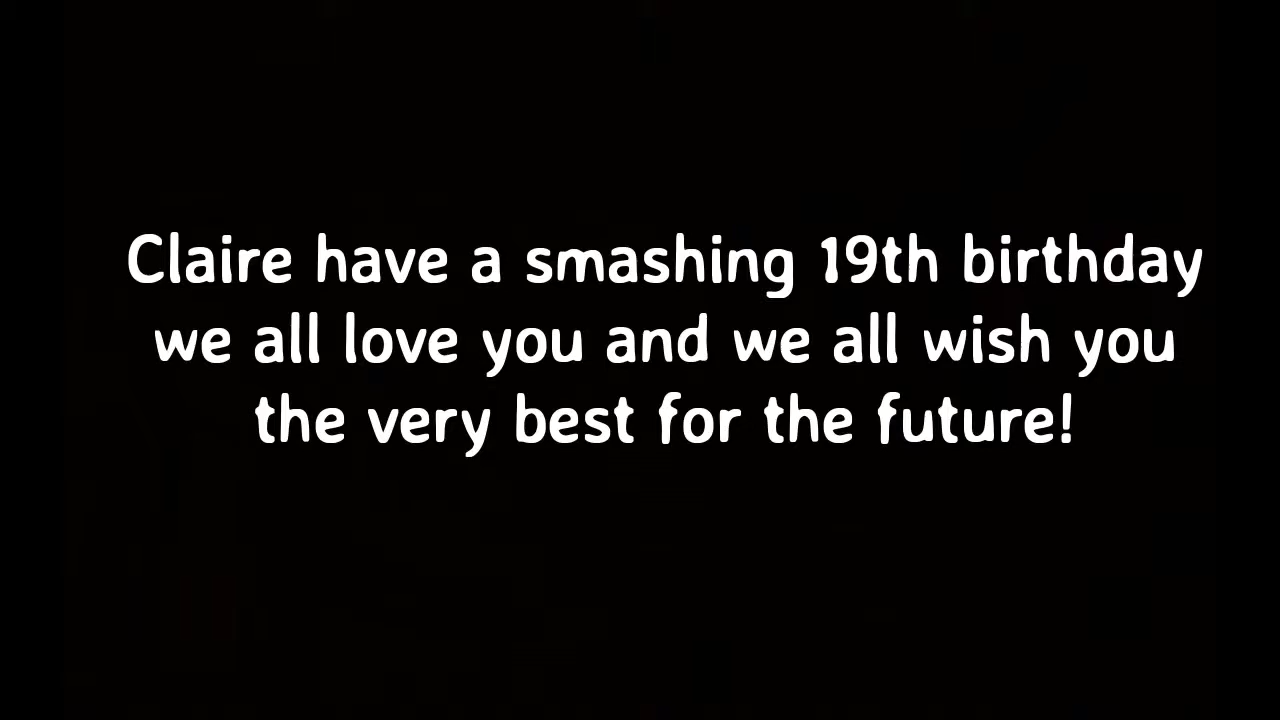 Claire have a smashing 19th birthday
we all love you and we all wish you
the very best for the future!